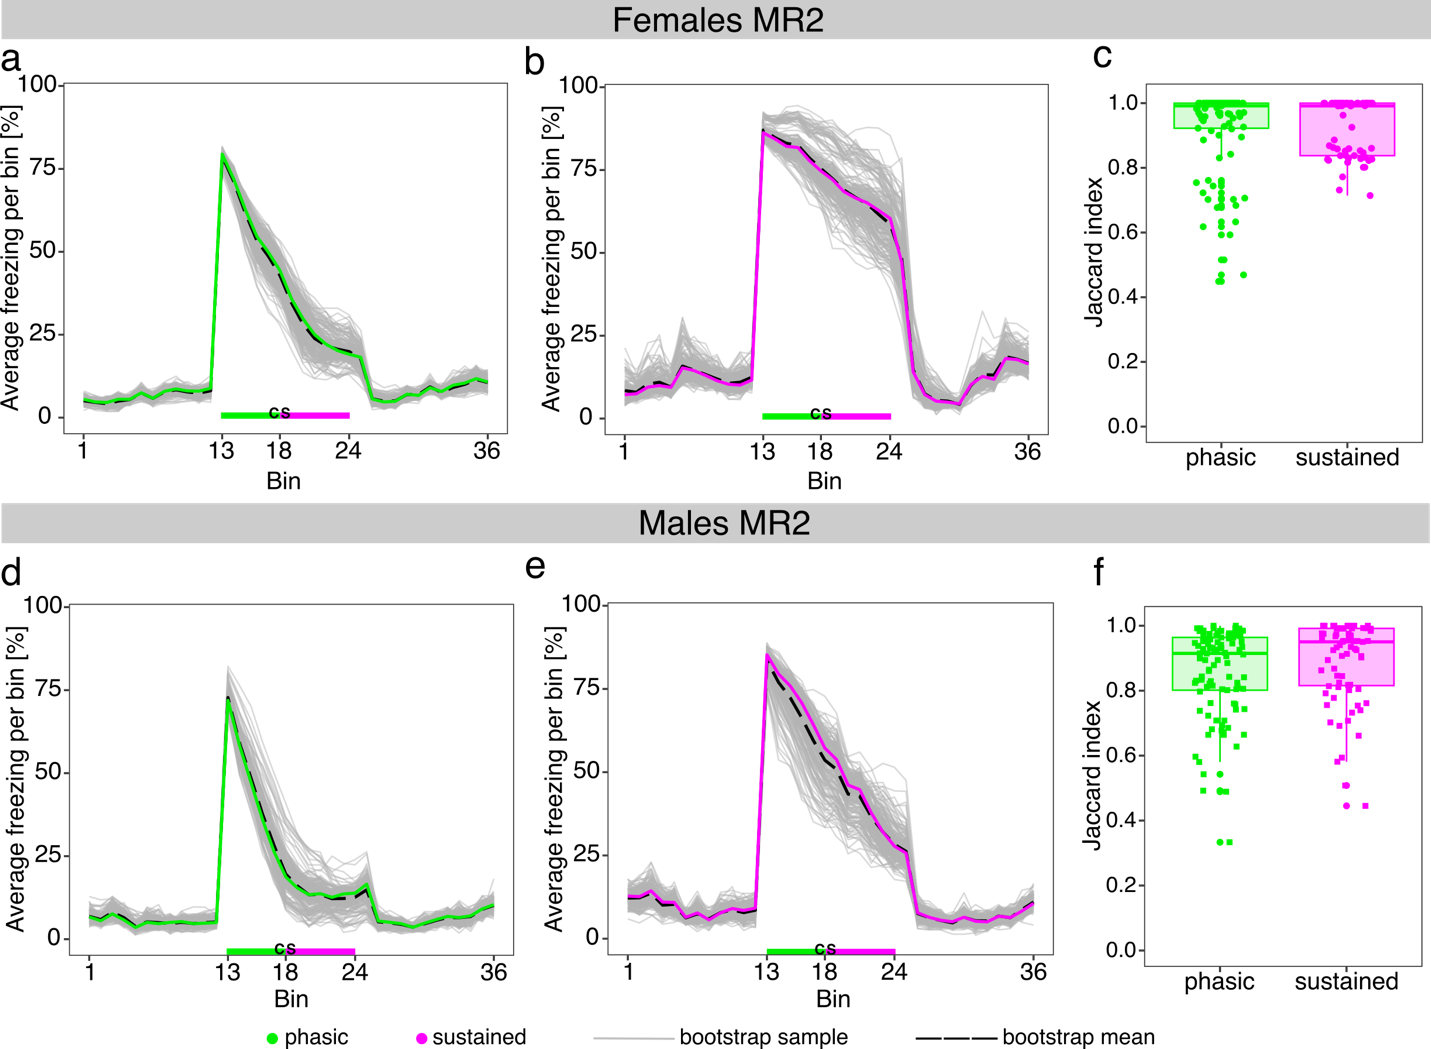 Females MR2
a
b
c
Average freezing per bin [%]
100
75
50
25
0
cs
1
13
18
24
36
Bin
Average freezing per bin [%]
100
75
50
25
0
cs
1
13
18
24
36
Bin
Jaccard index
1.0
0.8
0.6
0.4
0.2
0.0
phasic
sustained
Males MR2
d
e
f
Average freezing per bin [%]
100
75
50
25
0
cs
1
13
18
24
36
Bin
Average freezing per bin [%]
100
75
50
25
0
cs
1
13
18
24
36
Bin
Jaccard index
1.0
0.8
0.6
0.4
0.2
0.0
phasic
sustained
phasic
sustained
bootstrap sample
bootstrap mean